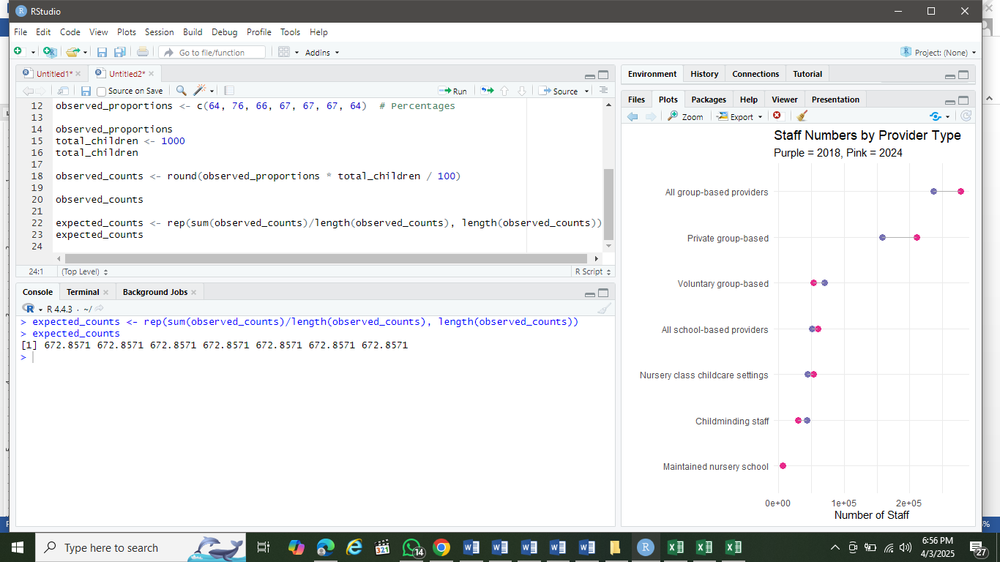 RStudio
File Edit Code View Plots Session Build Debug Profile Tools Help
Go to file/function Addins Project: (None)
Untitled1* Untitled2*
Source on Save Run Source
12 observed_proportions <- c(64, 76, 66, 67, 67, 67, 64)  # Percentages
13
14 observed_proportions
15 total_children <- 1000
16 total_children
17
18 observed_counts <- round(observed_proportions * total_children / 100)
19
20 observed_counts
21
22 expected_counts <- rep(sum(observed_counts)/length(observed_counts), length(observed_counts))
23 expected_counts
24
24:1 (Top Level) R Script
Console Terminal Background Jobs
R 4.4.3 · ~/
> expected_counts <- rep(sum(observed_counts)/length(observed_counts), length(observed_counts))
> expected_counts
[1] 672.8571 672.8571 672.8571 672.8571 672.8571 672.8571 672.8571
>
Environment History Connections Tutorial
Files Plots Packages Help Viewer Presentation
Zoom Export
Staff Numbers by Provider Type
Purple = 2018, Pink = 2024
All group-based providers
Private group-based
Voluntary group-based
All school-based providers
Nursery class childcare settings
Childminding staff
Maintained nursery school
0e+00 1e+05 2e+05
Number of Staff
Type here to search
321
14
6:56 PM
4/3/2025
27